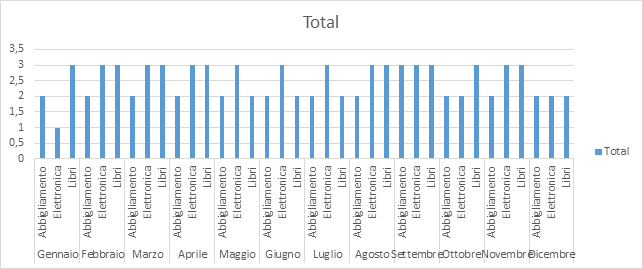 Total
3,5
3
2,5
2
1,5
1
0,5
0
Abbigliamento
Elettronica
Libri
Abbigliamento
Elettronica
Libri
Abbigliamento
Elettronica
Libri
Abbigliamento
Elettronica
Libri
Abbigliamento
Elettronica
Libri
Abbigliamento
Elettronica
Libri
Abbigliamento
Elettronica
Libri
Abbigliamento
Elettronica
Libri
Abbigliamento
Elettronica
Libri
Abbigliamento
Elettronica
Libri
Abbigliamento
Elettronica
Libri
Abbigliamento
Elettronica
Libri
Gennaio Febbraio Marzo Aprile Maggio Giugno Luglio Agosto Settembre Ottobre Novembre Dicembre
Total